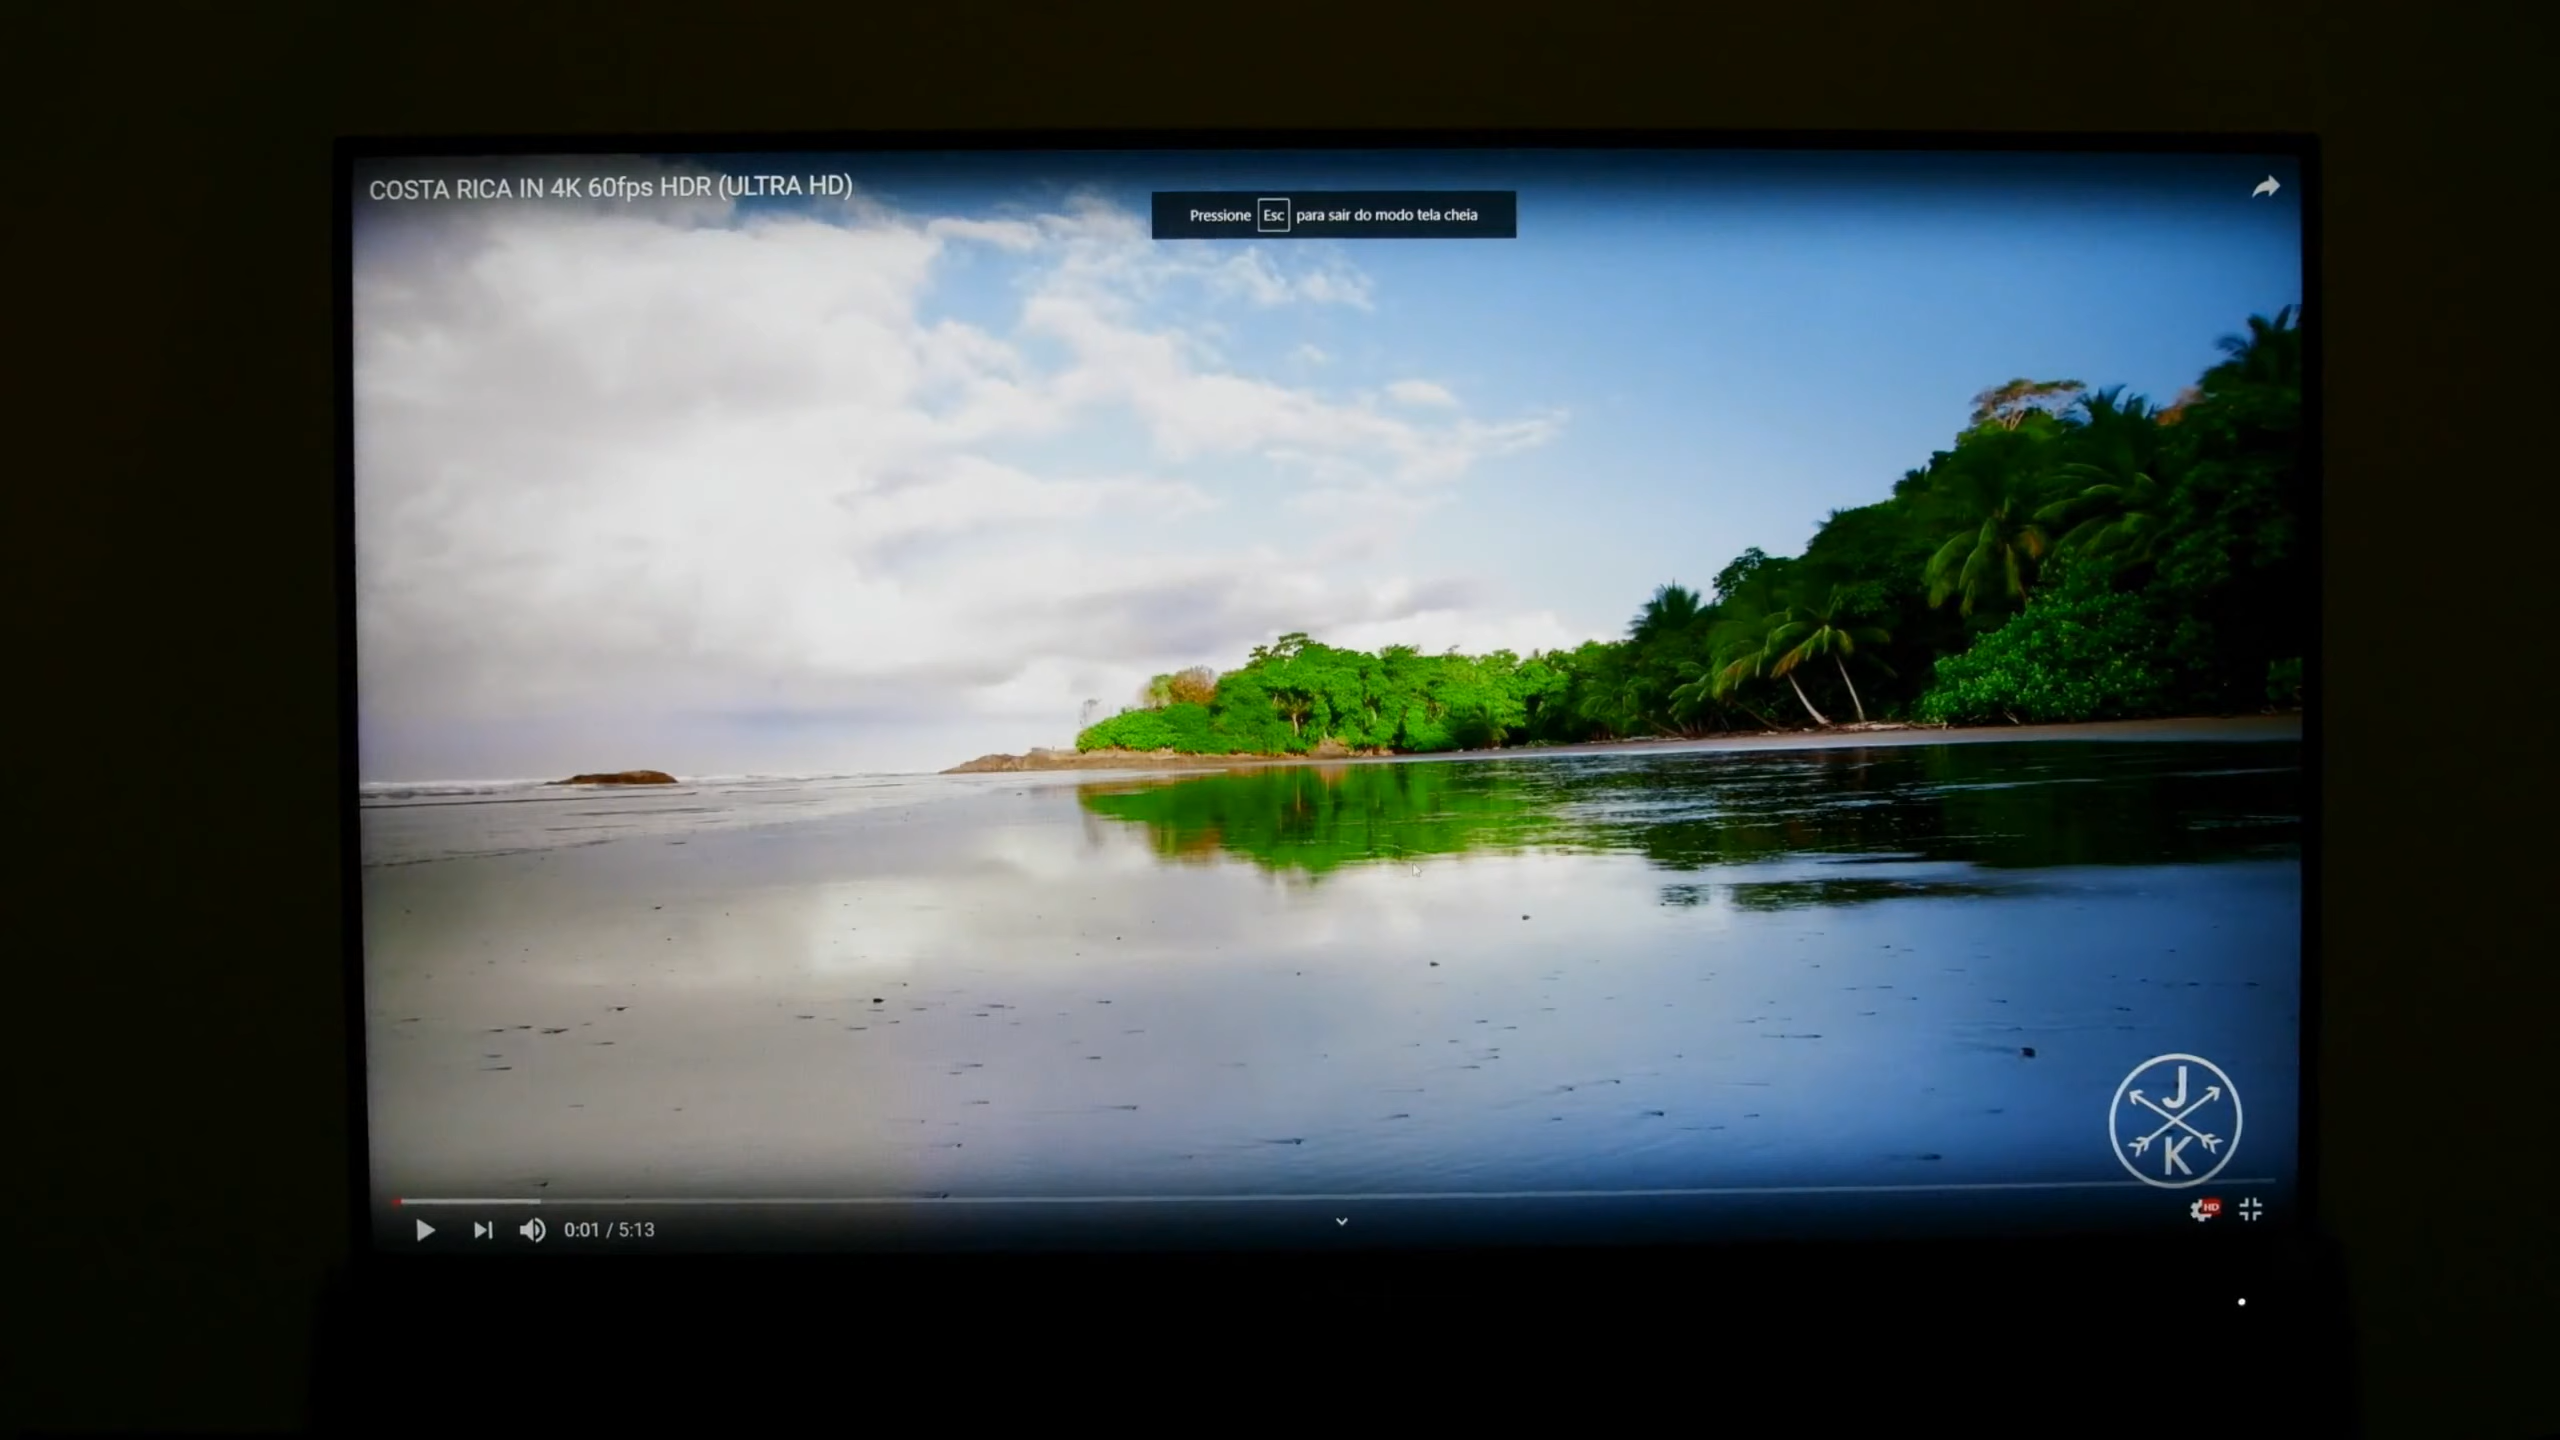 COSTA RICA IN 4K 60fps HDR (ULTRA HD)
Pressione Esc para sair do modo tela cheia
J
K
HD
0:01 / 5:13